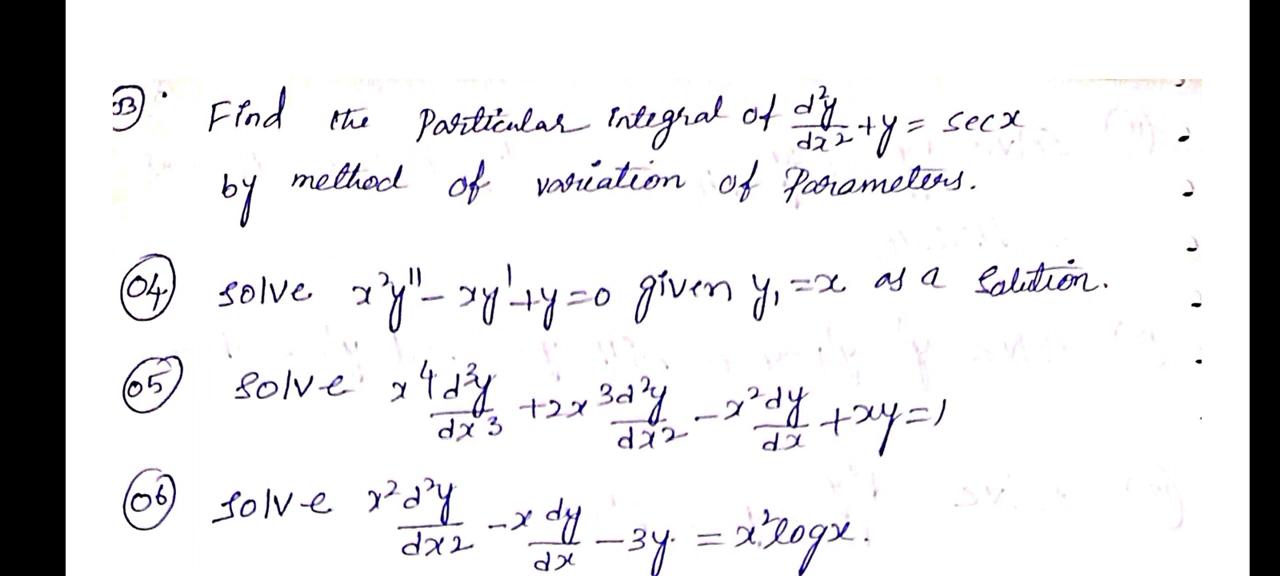 03. Find the Particular integral of d²y/dx² + y = secx
by method of variation of Parameters.
04 solve x²y'' - xy' + y = 0 given y₁ = x as a Solution.
05 Solve x⁴ d³y/dx³ + 2x³ d²y/dx² - x² dy/dx + xy = 1
06 Solve x² d²y/dx² - x dy/dx - 3y = x² logx.